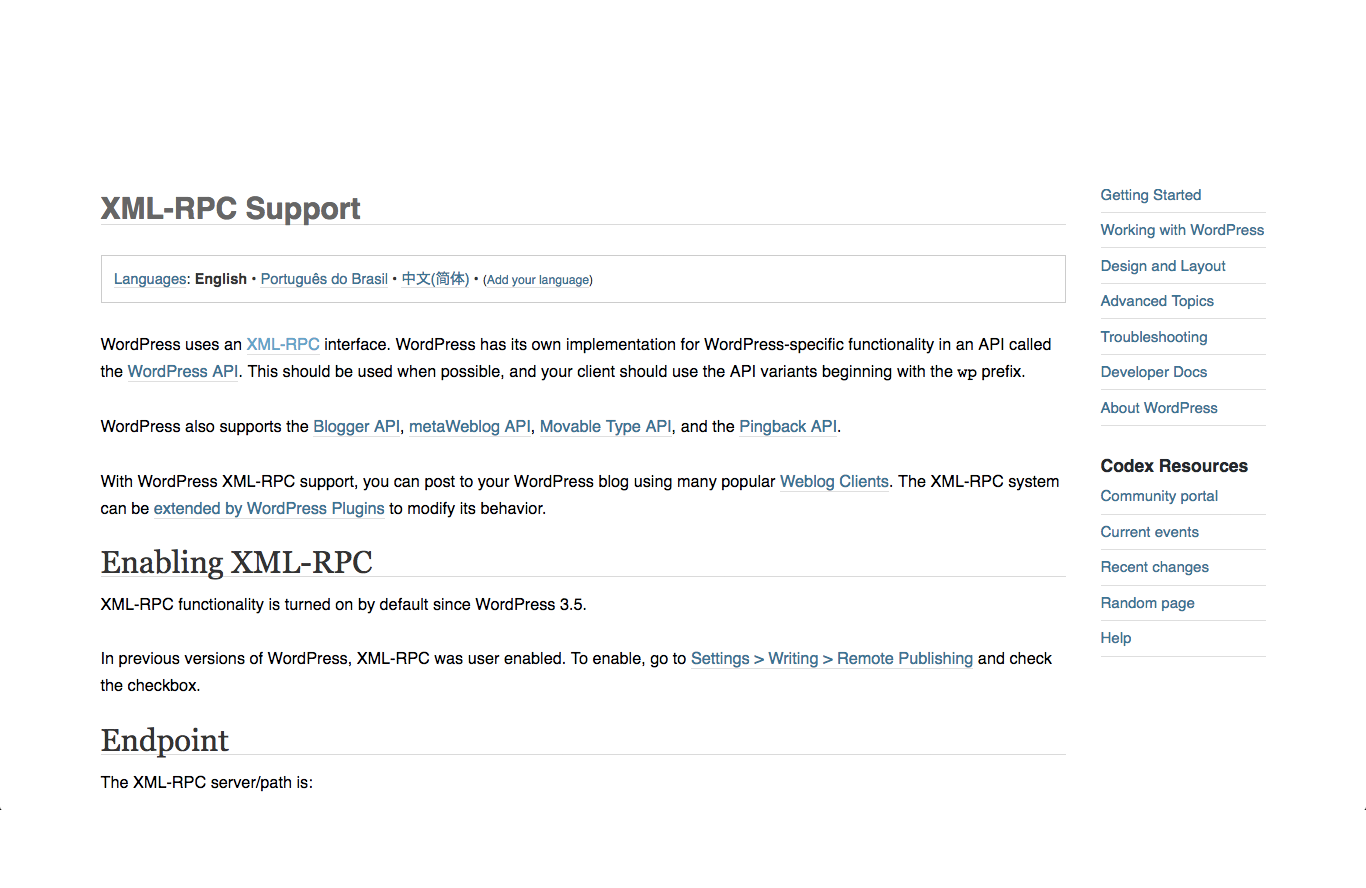 XML-RPC Support
Languages: English • Português do Brasil • 中文(简体) • (Add your language)
WordPress uses an XML-RPC interface. WordPress has its own implementation for WordPress-specific functionality in an API called
the WordPress API. This should be used when possible, and your client should use the API variants beginning with the wp prefix.
WordPress also supports the Blogger API, metaWeblog API, Movable Type API, and the Pingback API.
With WordPress XML-RPC support, you can post to your WordPress blog using many popular Weblog Clients. The XML-RPC system
can be extended by WordPress Plugins to modify its behavior.
Enabling XML-RPC
XML-RPC functionality is turned on by default since WordPress 3.5.
In previous versions of WordPress, XML-RPC was user enabled. To enable, go to Settings > Writing > Remote Publishing and check
the checkbox.
Endpoint
The XML-RPC server/path is:
Getting Started
Working with WordPress
Design and Layout
Advanced Topics
Troubleshooting
Developer Docs
About WordPress
Codex Resources
Community portal
Current events
Recent changes
Random page
Help